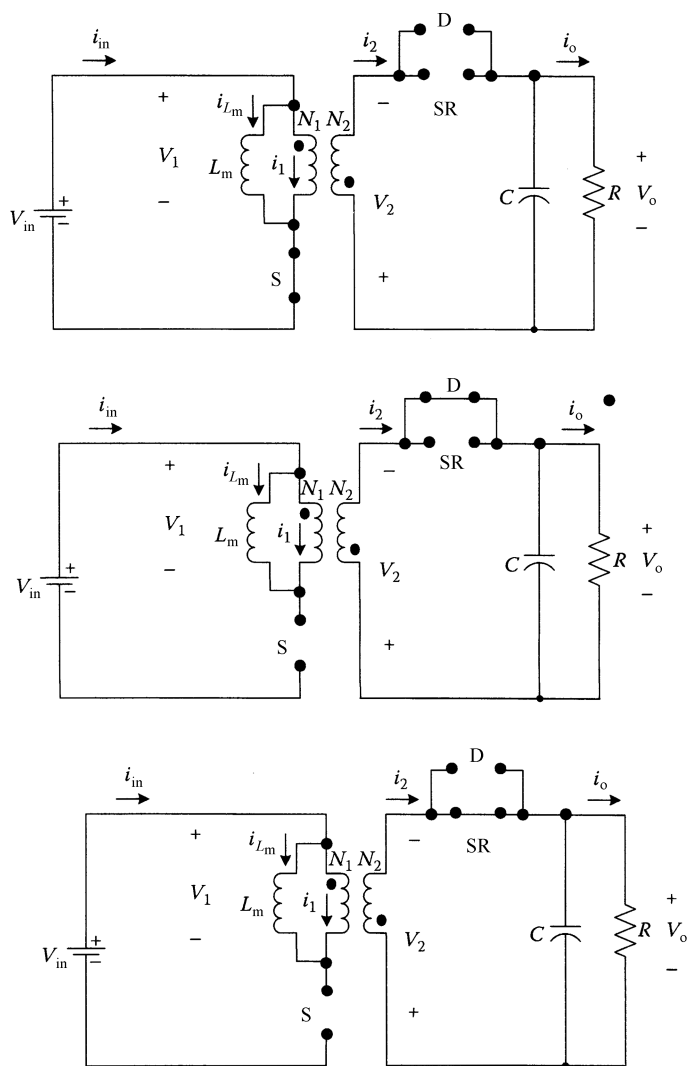 D
i_in i_2 i_o
+ − SR +
i_Lm N_1 N_2
V_1 L_m i_1 C R V_o
− V_2 −
V_in + −
S +
D
i_in i_2 i_o
+ − SR +
i_Lm N_1 N_2
V_1 L_m i_1 C R V_o
− V_2 −
V_in + −
S +
D
i_in i_2 i_o
+ − SR +
i_Lm N_1 N_2
V_1 L_m i_1 C R V_o
− V_2 −
V_in + −
S +